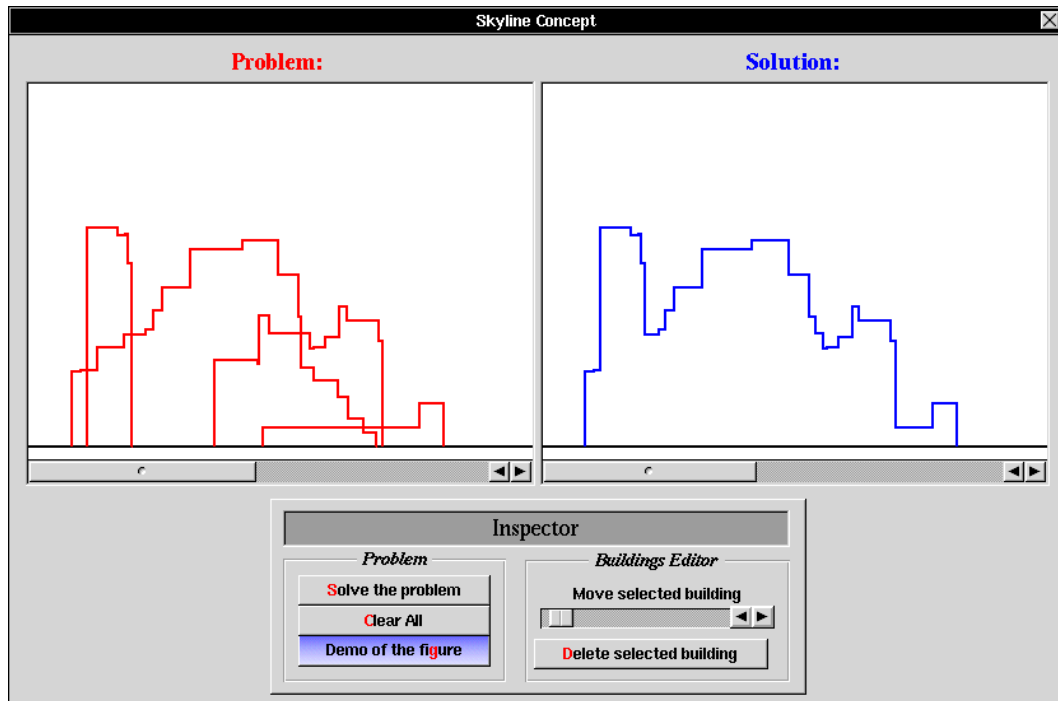 Skyline Concept
Problem:
Solution:
Inspector
Problem
Solve the problem
Clear All
Demo of the figure
Buildings Editor
Move selected building
Delete selected building